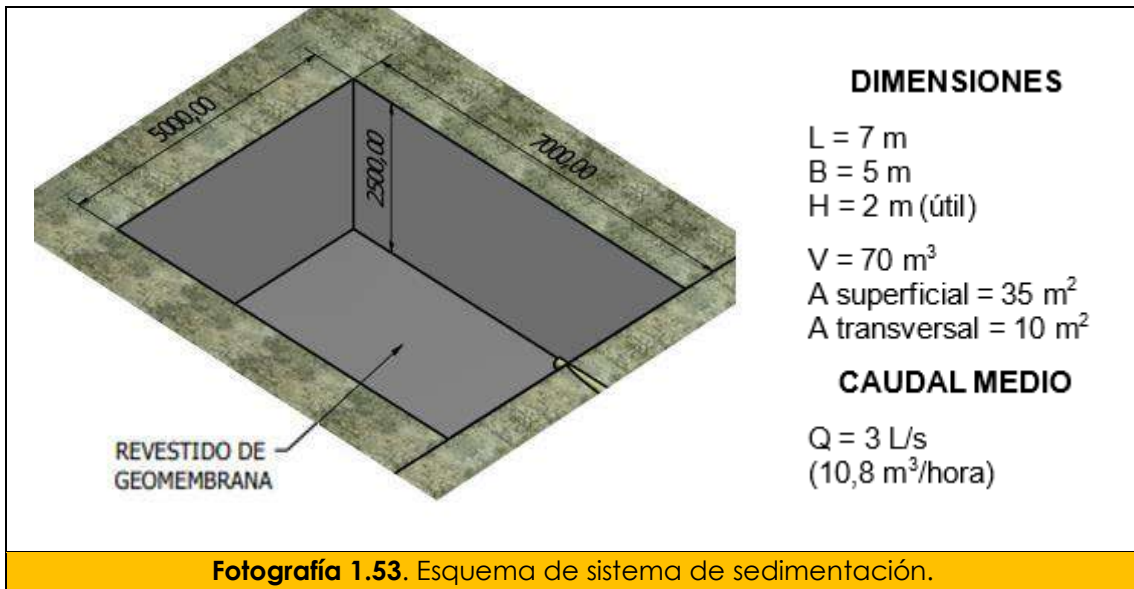 5000,00
7000,00
2500,00
REVESTIDO DE
GEOMEMBRANA
DIMENSIONES
L = 7 m
B = 5 m
H = 2 m (útil)
V = 70 m³
A superficial = 35 m²
A transversal = 10 m²
CAUDAL MEDIO
Q = 3 L/s
(10,8 m³/hora)
Fotografía 1.53. Esquema de sistema de sedimentación.